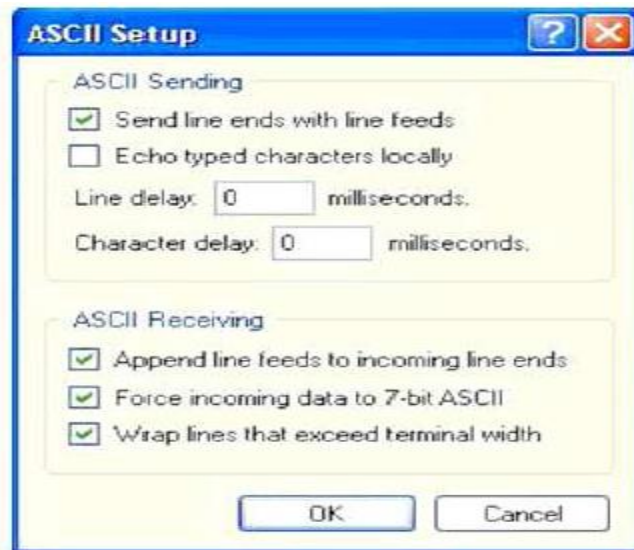 ASCII Setup
ASCII Sending
Send line ends with line feeds
Echo typed characters locally
Line delay: 0 milliseconds.
Character delay: 0 milliseconds.
ASCII Receiving
Append line feeds to incoming line ends
Force incoming data to 7-bit ASCII
Wrap lines that exceed terminal width
OK Cancel